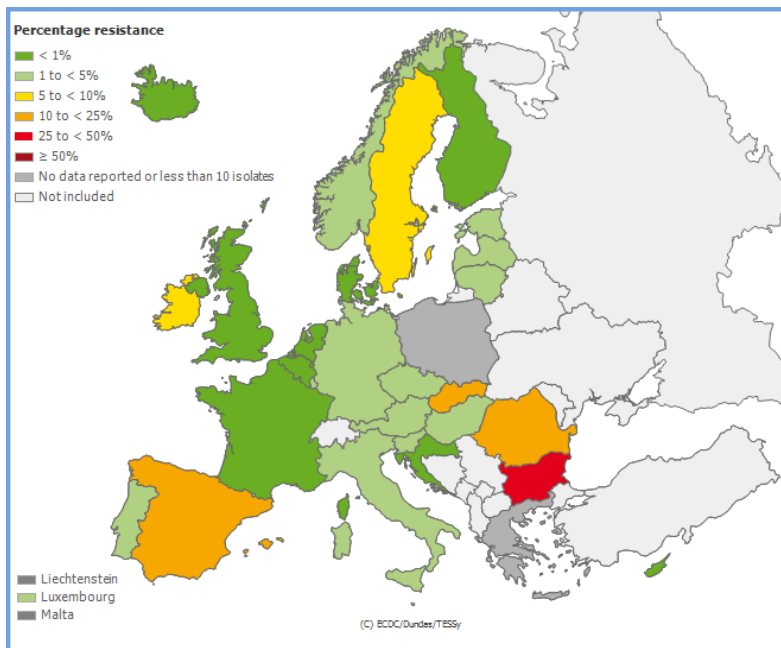 Percentage resistance
< 1%
1 to < 5%
5 to < 10%
10 to < 25%
25 to < 50%
≥ 50%
No data reported or less than 10 isolates
Not included
Liechtenstein
Luxembourg
Malta
(C) ECDC/Dundas/TESSy